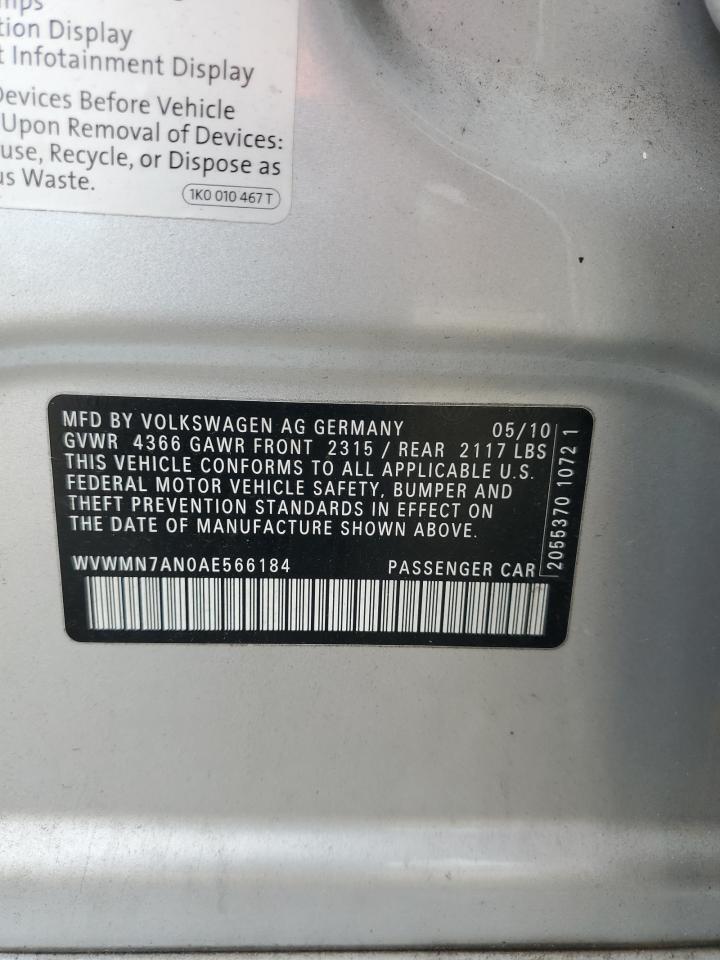 tion Display
Infotainment Display
Devices Before Vehicle
Upon Removal of Devices:
use, Recycle, or Dispose as
us Waste.
1K0 010 467 T
MFD BY VOLKSWAGEN AG GERMANY 05/10
GVWR 4366 GAWR FRONT 2315 / REAR 2117 LBS
THIS VEHICLE CONFORMS TO ALL APPLICABLE U.S.
FEDERAL MOTOR VEHICLE SAFETY, BUMPER AND
THEFT PREVENTION STANDARDS IN EFFECT ON
THE DATE OF MANUFACTURE SHOWN ABOVE.
WVWMN7AN0AE566184 PASSENGER CAR
2055370 1072 1